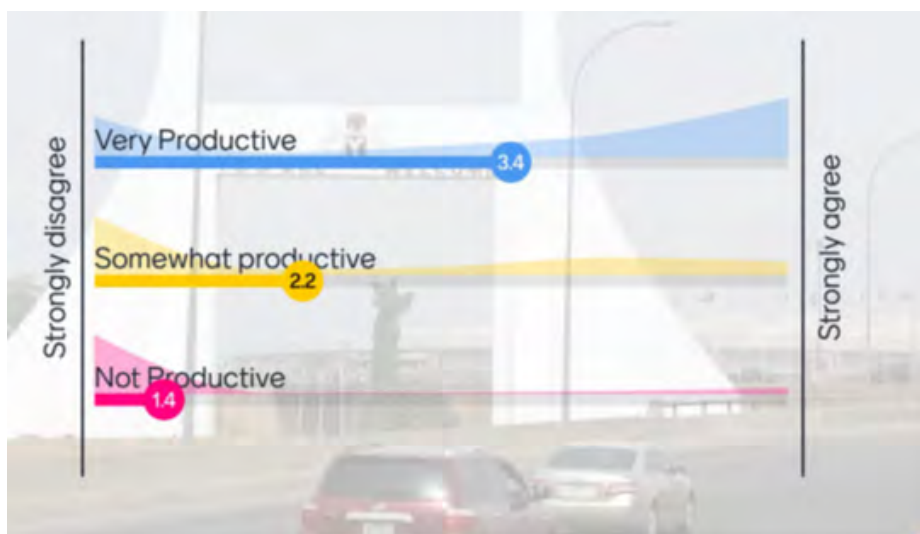 Strongly disagree
Very Productive
3.4
Somewhat productive
2.2
Not Productive
1.4
Strongly agree